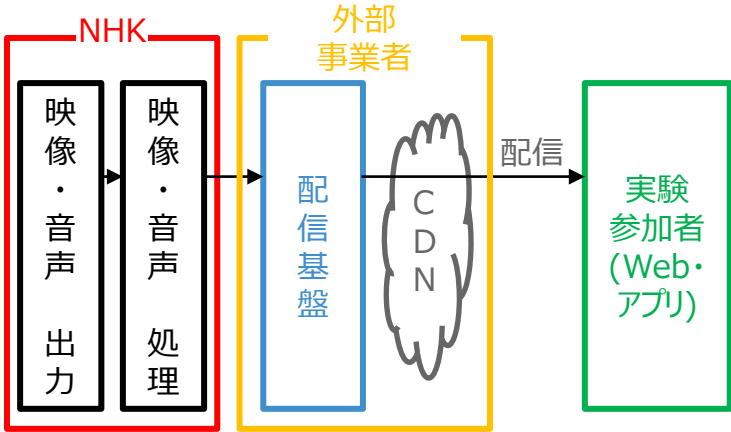 NHK
映像・音声 出力
映像・音声 処理
外部
事業者
配信基盤
CDN
配信
実験
参加者
(Web・
アプリ)